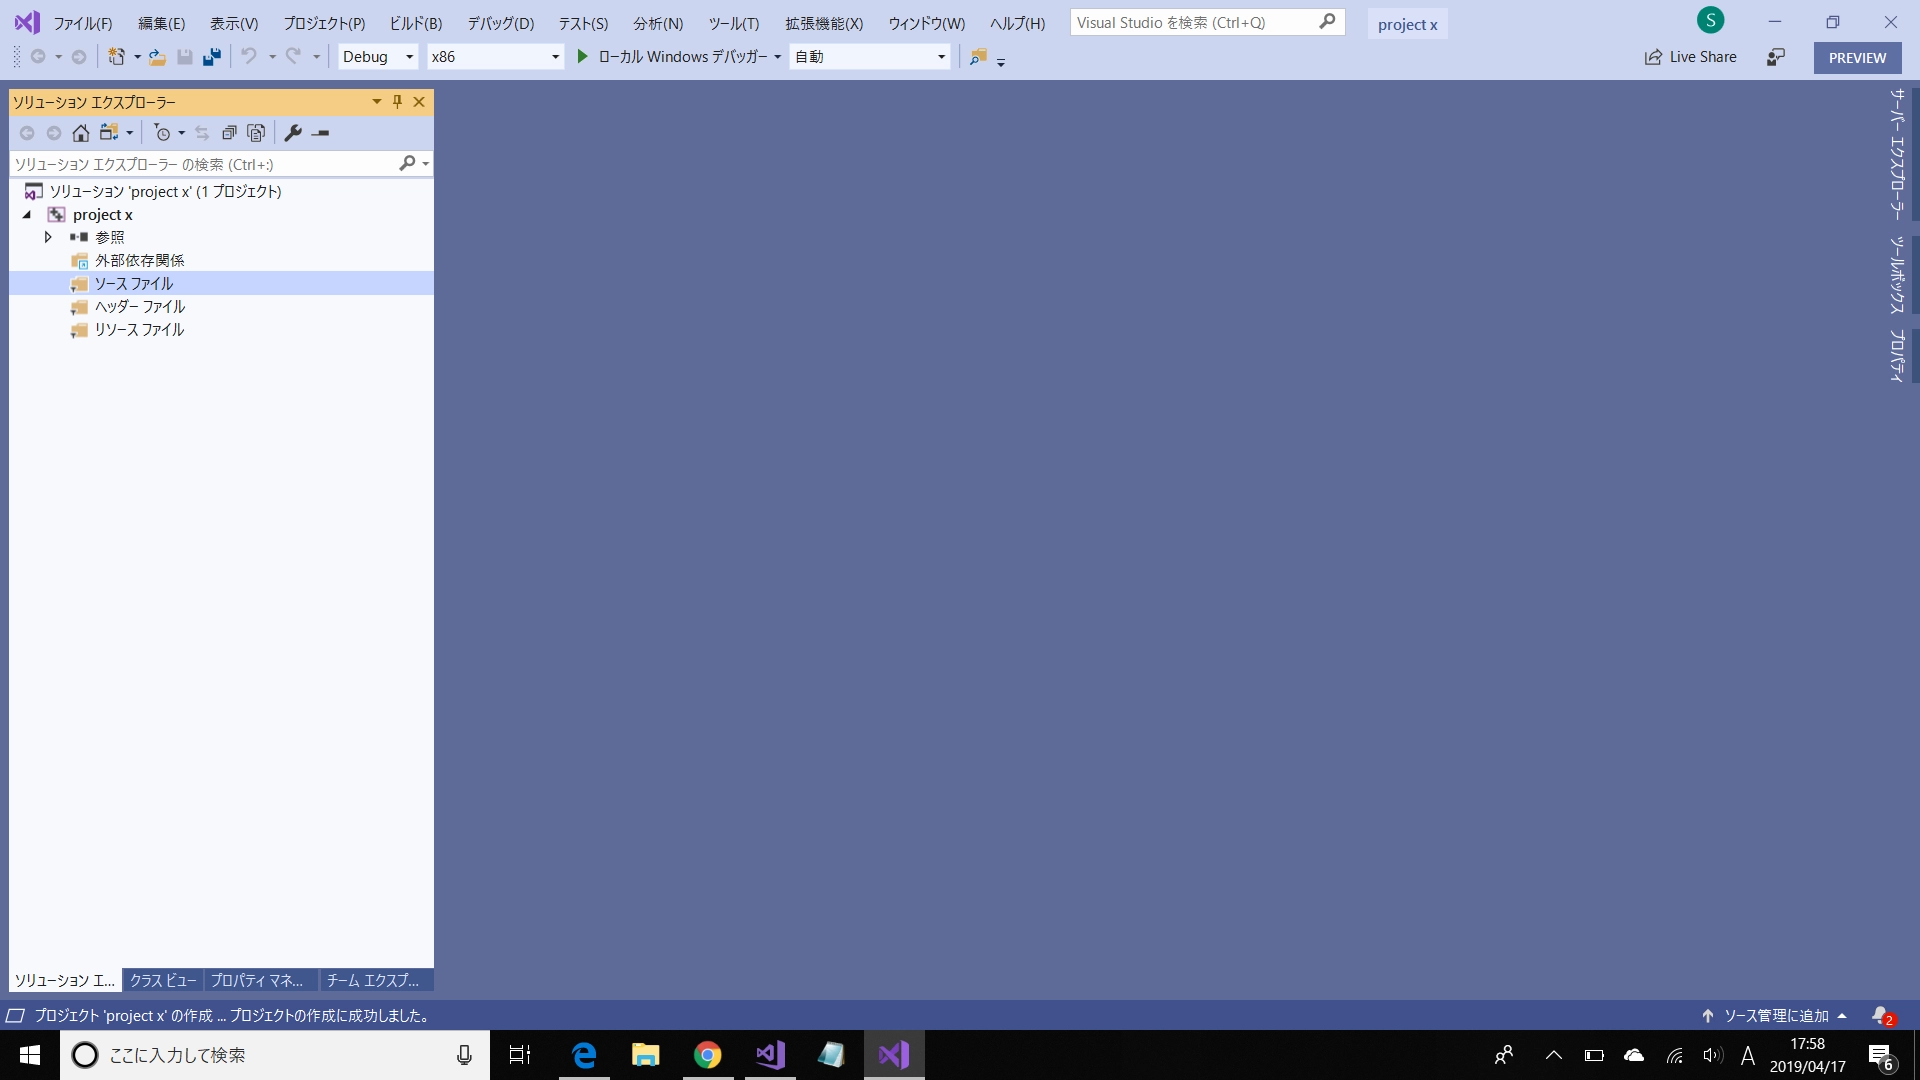 ファイル(F) 編集(E) 表示(V) プロジェクト(P) ビルド(B) デバッグ(D) テスト(S) 分析(N) ツール(T) 拡張機能(X) ウィンドウ(W) ヘルプ(H) Visual Studio を検索 (Ctrl+Q) project x S
Debug x86 ローカル Windows デバッガー 自動 Live Share PREVIEW
ソリューション エクスプローラー
ソリューション エクスプローラー の検索 (Ctrl+:)
ソリューション 'project x' (1 プロジェクト)
project x
参照
外部依存関係
ソース ファイル
ヘッダー ファイル
リソース ファイル
サーバー エクスプローラー
ツールボックス
プロパティ
ソリューション エ... クラス ビュー プロパティ マネ... チーム エクスプ...
プロジェクト 'project x' の作成 ... プロジェクトの作成に成功しました。 ソース管理に追加 2
ここに入力して検索 A 17:58
2019/04/17 6